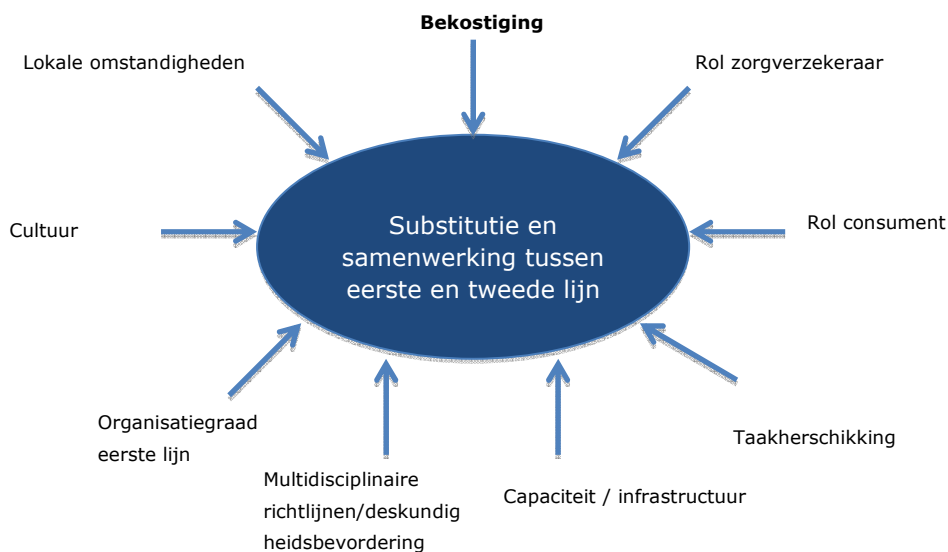 Bekostiging
Lokale omstandigheden
Rol zorgverzekeraar
Cultuur
Substitutie en
samenwerking tussen
eerste en tweede lijn
Rol consument
Organisatiegraad
eerste lijn
Multidisciplinaire
richtlijnen/deskundig
heidsbevordering
Capaciteit / infrastructuur
Taakherschikking